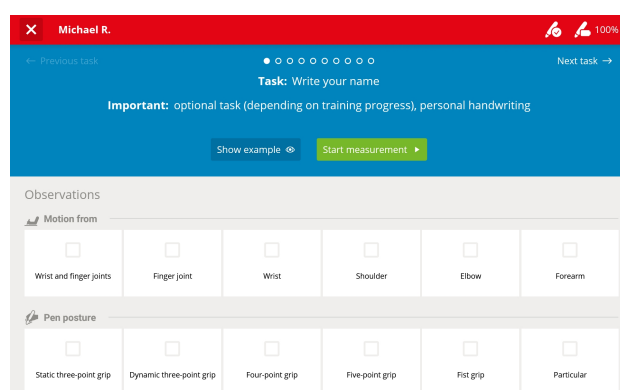 Michael R.
100%
← Previous task
Next task →
Task: Write your name
Important: optional task (depending on training progress), personal handwriting
Show example
Start measurement
Observations
Motion from
Wrist and finger joints
Finger joint
Wrist
Shoulder
Elbow
Forearm
Pen posture
Static three-point grip
Dynamic three-point grip
Four-point grip
Five-point grip
Fist grip
Particular